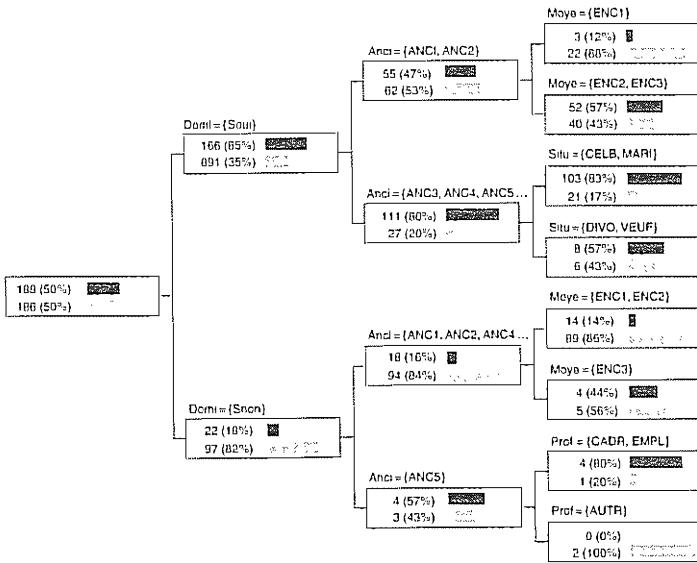 Moye = {ENC1}
3 (12%)
22 (88%)
Anci = {ANC1, ANC2}
55 (47%)
62 (53%)
Moye = {ENC2, ENC3}
52 (57%)
40 (43%)
Domi = {Soui}
166 (65%)
891 (35%)
Situ = {CELB, MARI}
103 (83%)
21 (17%)
Anci = {ANC3, ANC4, ANC5...
111 (80%)
27 (20%)
Situ = {DIVO, VEUF}
8 (57%)
6 (43%)
188 (50%)
186 (50%)
Moye = {ENC1, ENC2}
14 (14%)
89 (86%)
Anci = {ANC1, ANC2, ANC4...
18 (16%)
94 (84%)
Moye = {ENC3}
4 (44%)
5 (56%)
Domi = {Snon}
22 (18%)
97 (82%)
Prof = {CADR, EMPL}
4 (80%)
1 (20%)
Anci = {ANC5}
4 (57%)
3 (43%)
Prof = {AUTR}
0 (0%)
2 (100%)